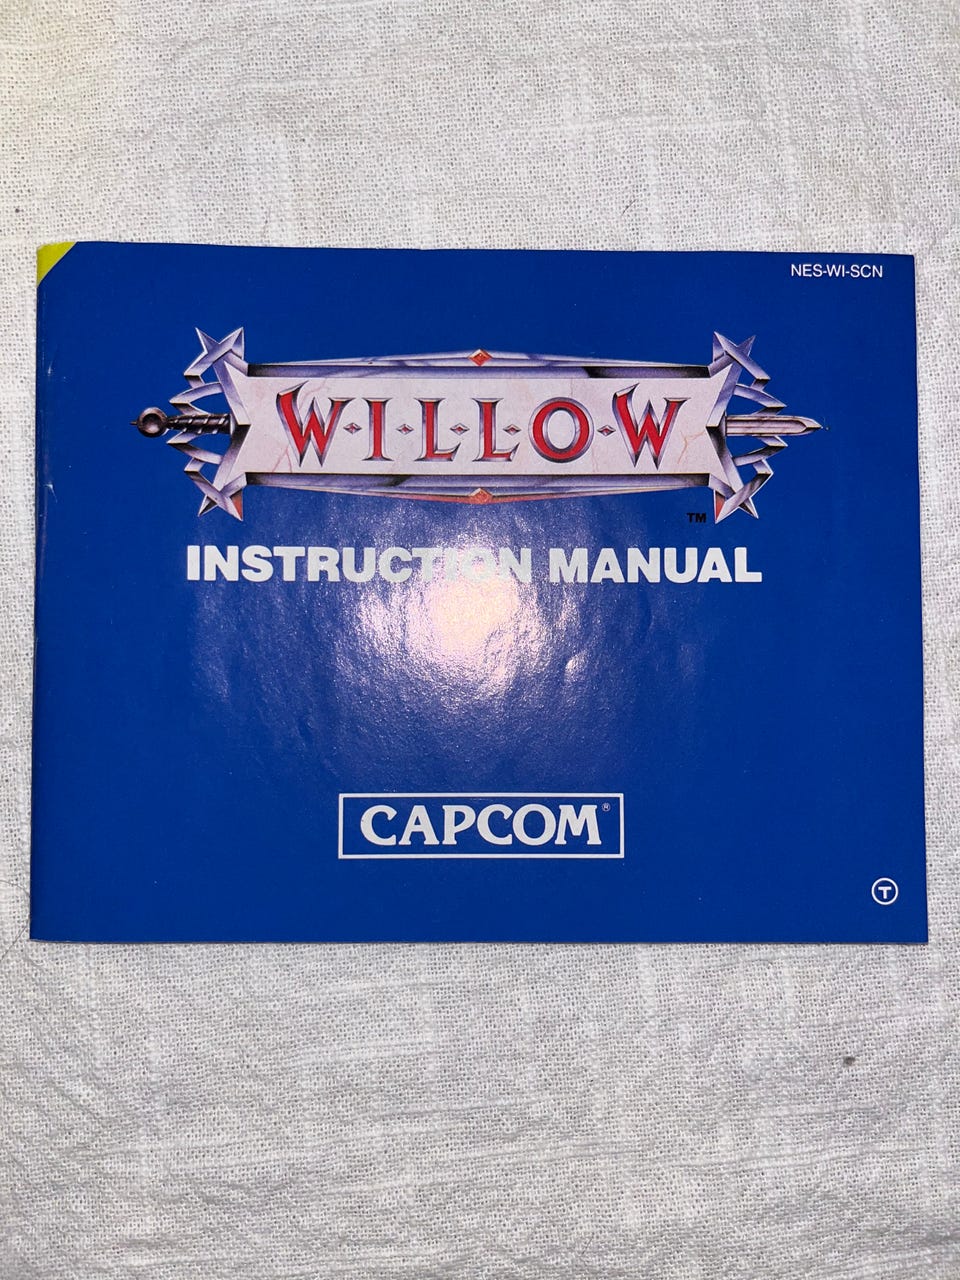 NES-WI-SCN
W·I·L·L·O·W
TM
INSTRUCTION MANUAL
CAPCOM®
T